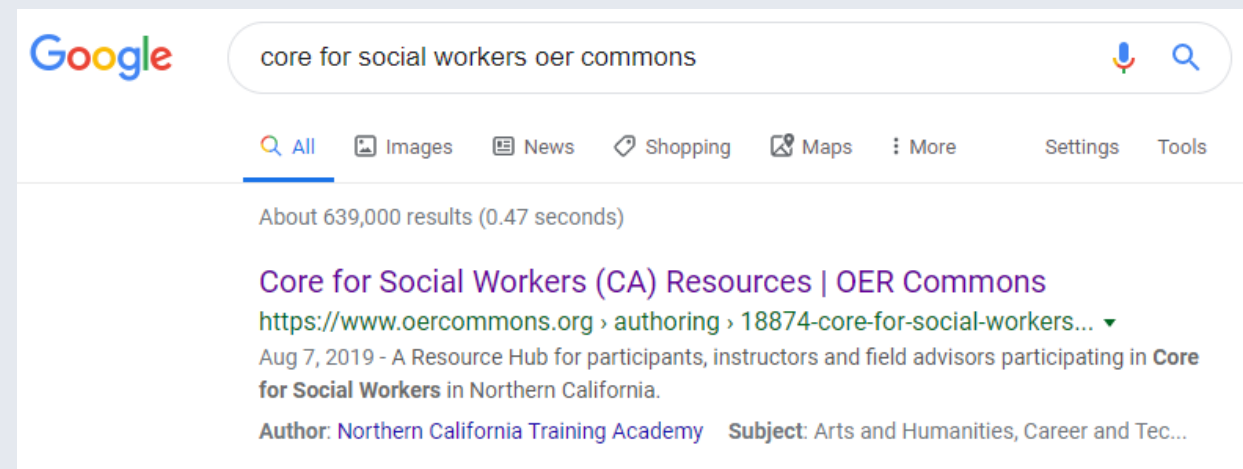 Google core for social workers oer commons
All Images News Shopping Maps More Settings Tools
About 639,000 results (0.47 seconds)
Core for Social Workers (CA) Resources | OER Commons
https://www.oercommons.org › authoring › 18874-core-for-social-workers...
Aug 7, 2019 - A Resource Hub for participants, instructors and field advisors participating in Core
for Social Workers in Northern California.
Author: Northern California Training Academy Subject: Arts and Humanities, Career and Tec...